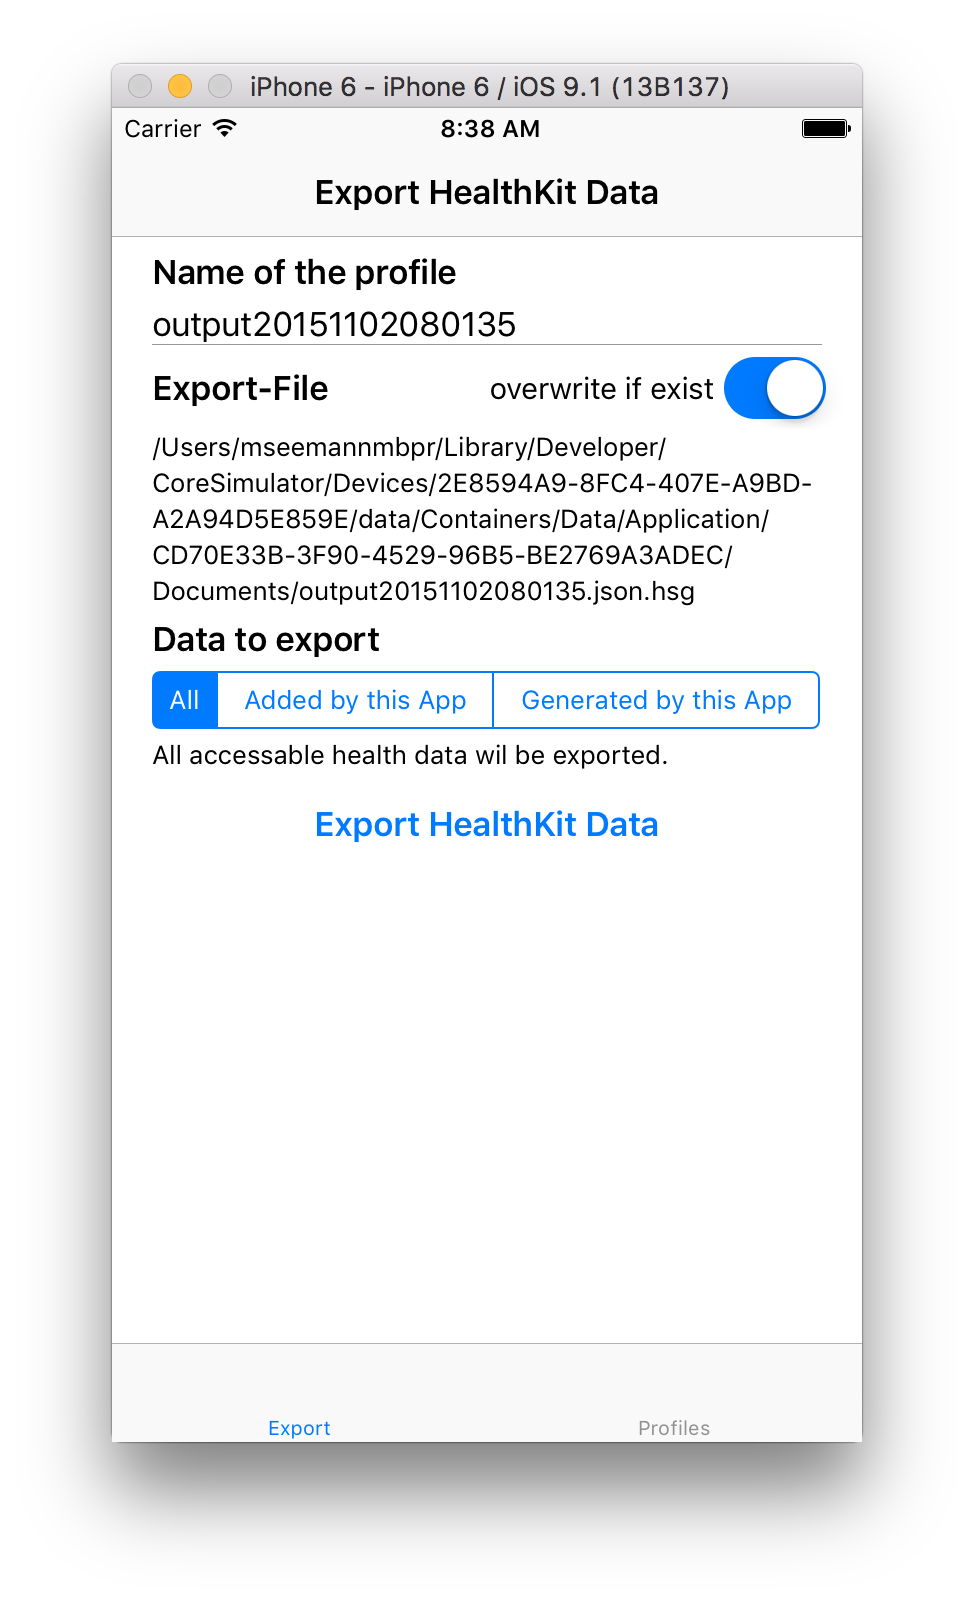 iPhone 6 - iPhone 6 / iOS 9.1 (13B137)
Carrier 8:38 AM
Export HealthKit Data
Name of the profile
output20151102080135
Export-File overwrite if exist
/Users/mseemannmbpr/Library/Developer/
CoreSimulator/Devices/2E8594A9-8FC4-407E-A9BD-
A2A94D5E859E/data/Containers/Data/Application/
CD70E33B-3F90-4529-96B5-BE2769A3ADEC/
Documents/output20151102080135.json.hsg
Data to export
All Added by this App Generated by this App
All accessable health data wil be exported.
Export HealthKit Data
Export Profiles